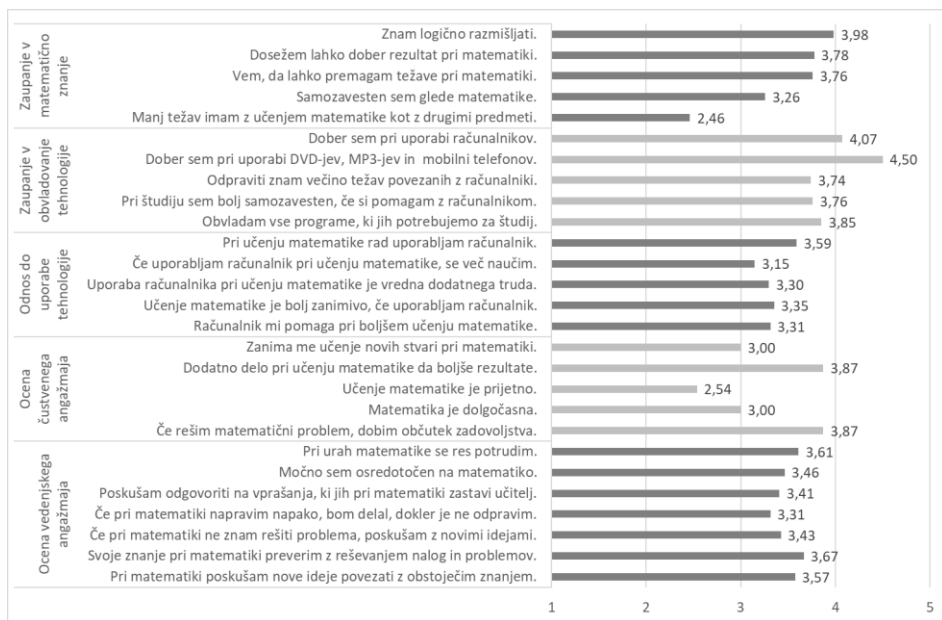 Zaupanje v
matematično
znanje
Znam logično razmišljati.
3,98
Dosežem lahko dober rezultat pri matematiki.
3,78
Vem, da lahko premagam težave pri matematiki.
3,76
Samozavesten sem glede matematike.
3,26
Manj težav imam z učenjem matematike kot z drugimi predmeti.
2,46
Zaupanje v
obvladovanje
tehnologije
Dober sem pri uporabi računalnikov.
4,07
Dober sem pri uporabi DVD-jev, MP3-jev in mobilni telefonov.
4,50
Odpraviti znam večino težav povezanih z računalniki.
3,74
Pri študiju sem bolj samozavesten, če si pomagam z računalnikom.
3,76
Obvladam vse programe, ki jih potrebujemo za študij.
3,85
Odnos do
uporabe
tehnologije
Pri učenju matematike rad uporabljam računalnik.
3,59
Če uporabljam računalnik pri učenju matematike, se več naučim.
3,15
Uporaba računalnika pri učenju matematike je vredna dodatnega truda.
3,30
Učenje matematike je bolj zanimivo, če uporabljam računalnik.
3,35
Računalnik mi pomaga pri boljšem učenju matematike.
3,31
Ocena
čustvenega
angažmaja
Zanima me učenje novih stvari pri matematiki.
3,00
Dodatno delo pri učenju matematike da boljše rezultate.
3,87
Učenje matematike je prijetno.
2,54
Matematika je dolgočasna.
3,00
Če rešim matematični problem, dobim občutek zadovoljstva.
3,87
Ocena vedenjskega
angažmaja
Pri urah matematike se res potrudim.
3,61
Močno sem osredotočen na matematiko.
3,46
Poskušam odgovoriti na vprašanja, ki jih pri matematiki zastavi učitelj.
3,41
Če pri matematiki napravim napako, bom delal, dokler je ne odpravim.
3,31
Če pri matematiki ne znam rešiti problema, poskušam z novimi idejami.
3,43
Svoje znanje pri matematiki preverim z reševanjem nalog in problemov.
3,67
Pri matematiki poskušam nove ideje povezati z obstoječim znanjem.
3,57
1 2 3 4 5